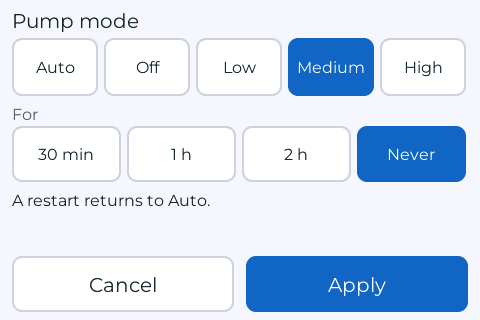 Pump mode
Auto Off Low Medium High
For
30 min 1 h 2 h Never
A restart returns to Auto.
Cancel Apply